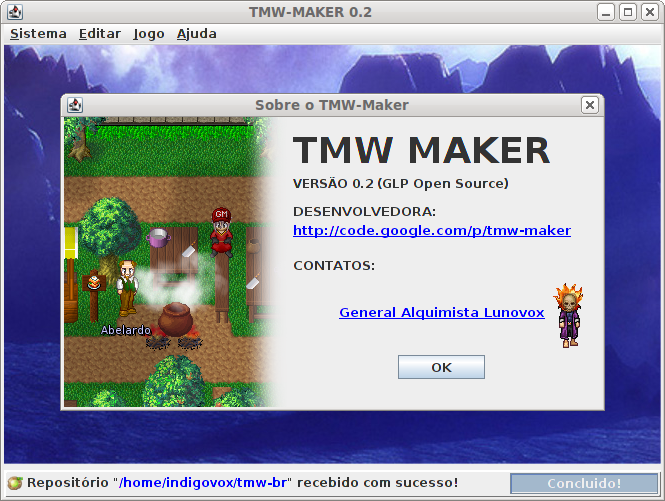 TMW-MAKER 0.2
Sistema Editar Jogo Ajuda
Sobre o TMW-Maker
TMW MAKER
VERSÃO 0.2 (GLP Open Source)
DESENVOLVEDORA:
http://code.google.com/p/tmw-maker
CONTATOS:
General Alquimista Lunovox
OK
GM
Abelardo
Repositório "/home/indigovox/tmw-br" recebido com sucesso!
Concluido!